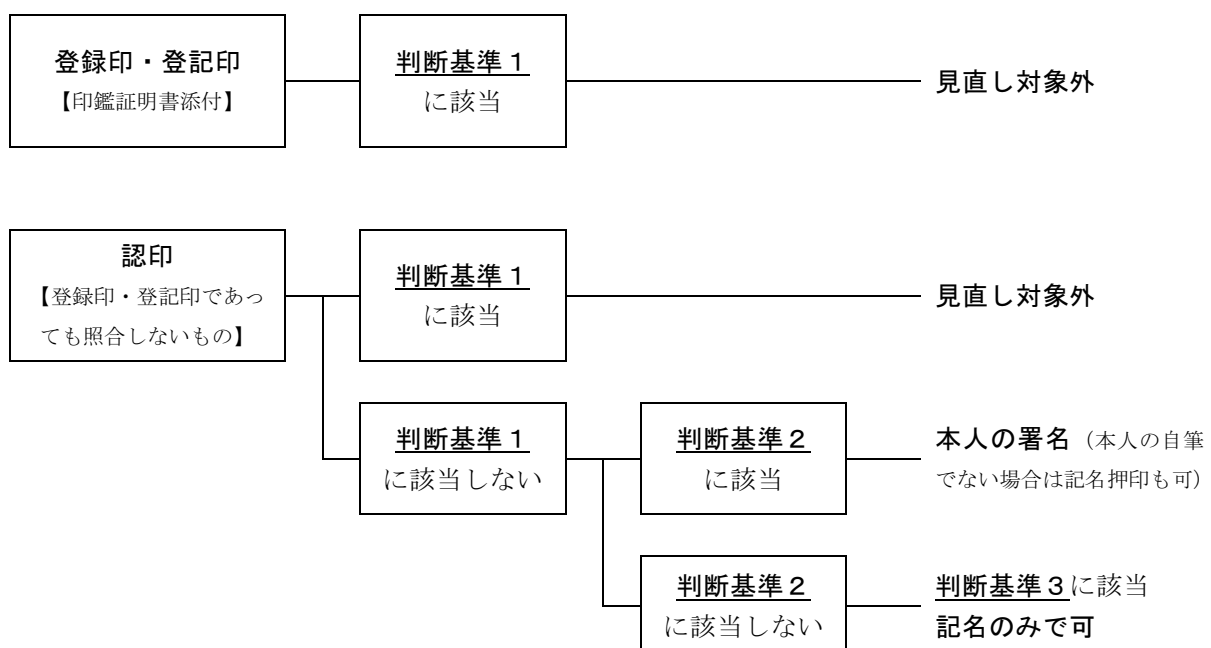 登録印・登記印
【印鑑証明書添付】
判断基準１
に該当
見直し対象外
認印
【登録印・登記印であっ
ても照合しないもの】
判断基準１
に該当
見直し対象外
判断基準１
に該当しない
判断基準２
に該当
本人の署名（本人の自筆
でない場合は記名押印も可）
判断基準２
に該当しない
判断基準３に該当
記名のみで可